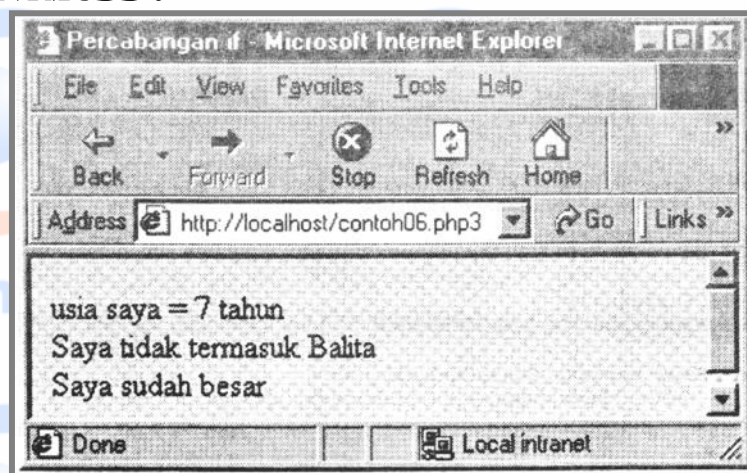 Percabangan if - Microsoft Internet Explorer
File Edit View Favorites Tools Help
Back Forward Stop Refresh Home »
Address http://localhost/contoh06.php3 Go Links »
usia saya = 7 tahun
Saya tidak termasuk Balita
Saya sudah besar
Done Local intranet